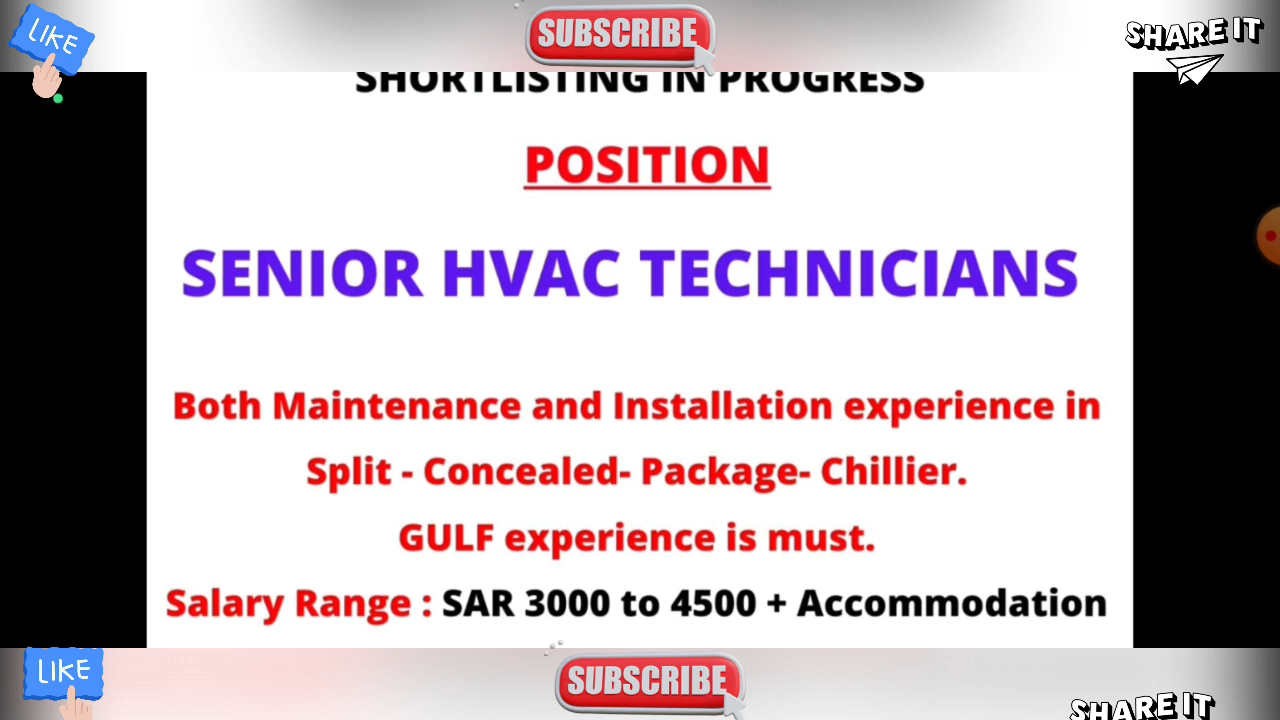 LIKE
SUBSCRIBE
SHARE IT
SHORTLISTING IN PROGRESS
POSITION
SENIOR HVAC TECHNICIANS
Both Maintenance and Installation experience in
Split - Concealed- Package- Chillier.
GULF experience is must.
Salary Range : SAR 3000 to 4500 + Accommodation
LIKE
SUBSCRIBE
SHARE IT